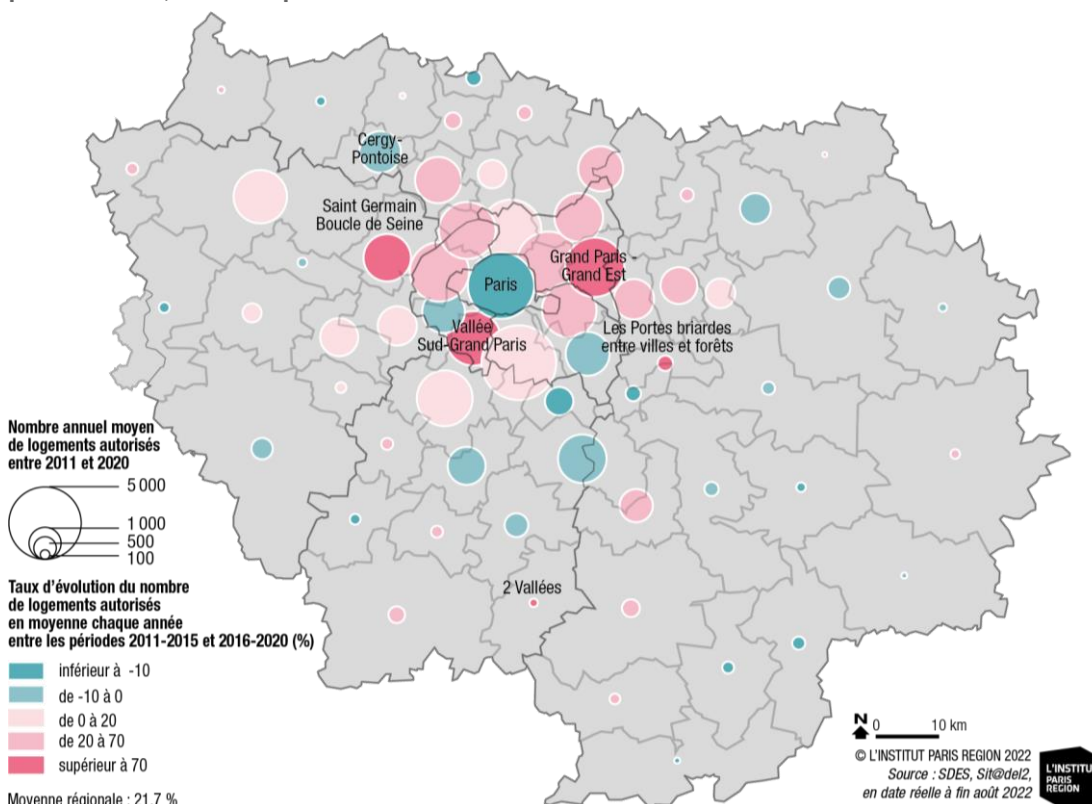 Cergy-
Pontoise
Saint Germain
Boucle de Seine
Grand Paris -
Grand Est
Paris
Vallée
Sud-Grand Paris
Les Portes briardes
entre villes et forêts
2 Vallées
Nombre annuel moyen
de logements autorisés
entre 2011 et 2020
5 000
1 000
500
100
Taux d'évolution du nombre
de logements autorisés
en moyenne chaque année
entre les périodes 2011-2015 et 2016-2020 (%)
inférieur à -10
de -10 à 0
de 0 à 20
de 20 à 70
supérieur à 70
Moyenne régionale : 21,7 %
N
0 10 km
© L'INSTITUT PARIS REGION 2022
Source : SDES, Sit@del2,
en date réelle à fin août 2022
L'INSTITUT
PARIS
REGION